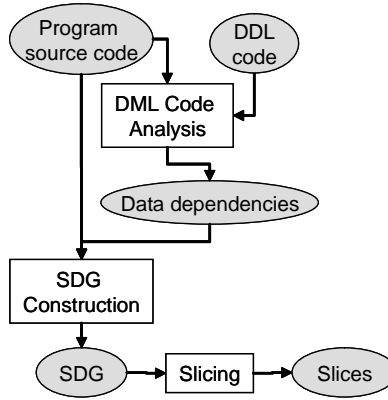 Program
source code
DDL
code
DML Code
Analysis
Data dependencies
SDG
Construction
SDG
Slicing
Slices